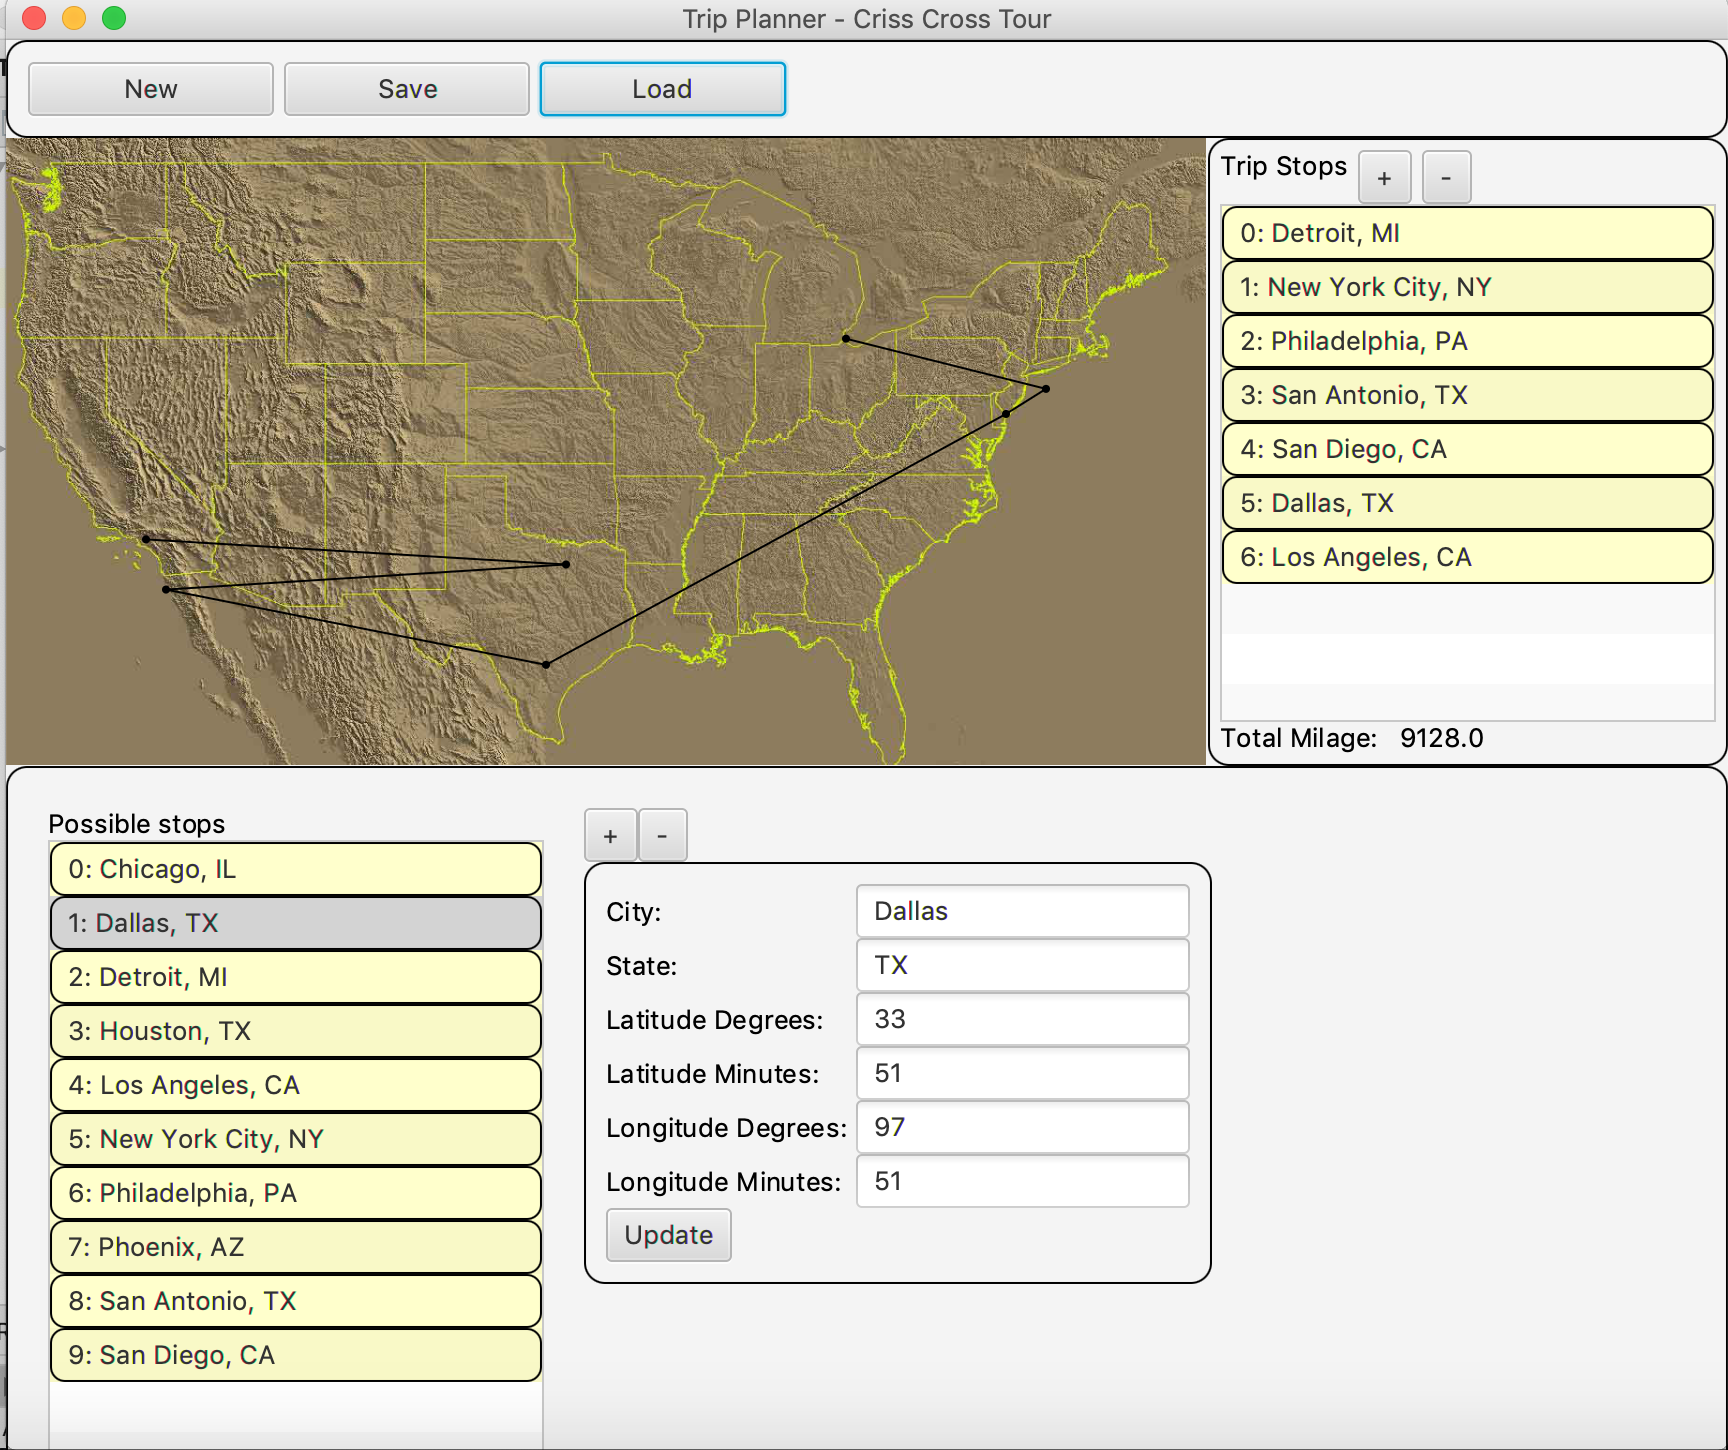 Trip Planner - Criss Cross Tour
New Save Load
Trip Stops + -
0: Detroit, MI
1: New York City, NY
2: Philadelphia, PA
3: San Antonio, TX
4: San Diego, CA
5: Dallas, TX
6: Los Angeles, CA
Total Milage: 9128.0
Possible stops
0: Chicago, IL
1: Dallas, TX
2: Detroit, MI
3: Houston, TX
4: Los Angeles, CA
5: New York City, NY
6: Philadelphia, PA
7: Phoenix, AZ
8: San Antonio, TX
9: San Diego, CA
+ -
City: Dallas
State: TX
Latitude Degrees: 33
Latitude Minutes: 51
Longitude Degrees: 97
Longitude Minutes: 51
Update